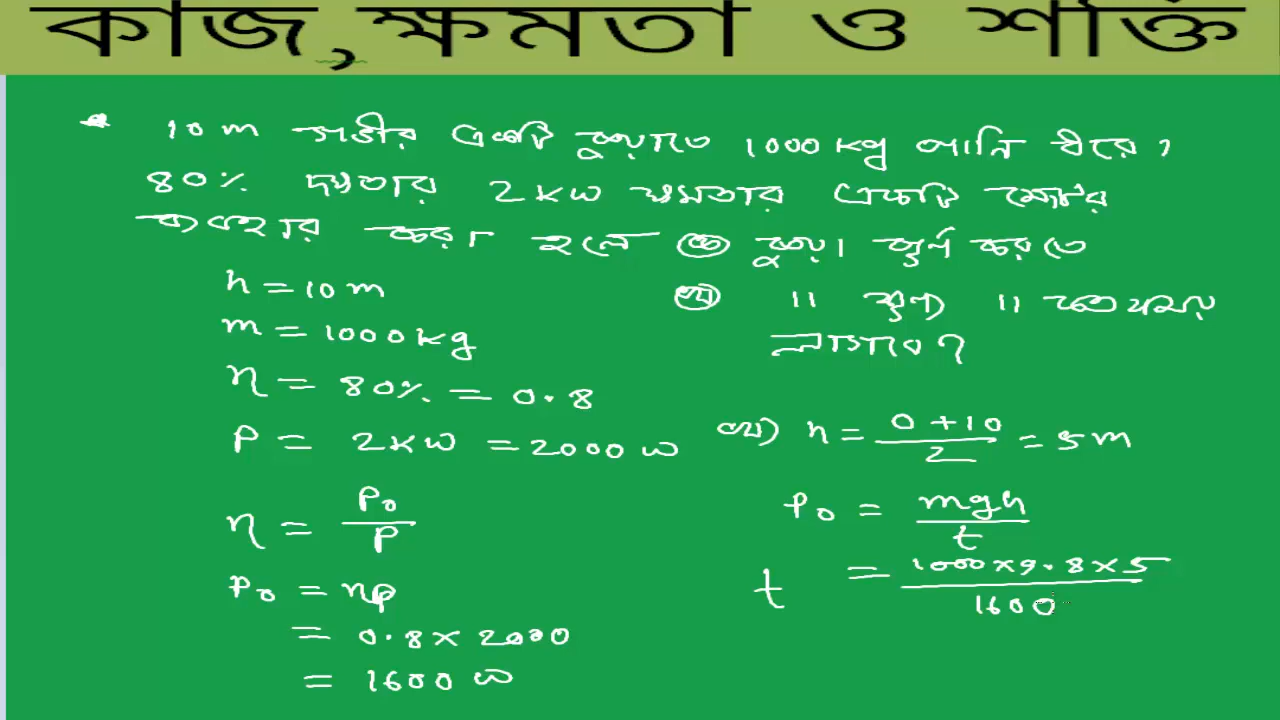 কাজ,ক্ষমতা ও শক্তি
10 m গভীর একটি কুয়াতে 1000 kg পানি ধরে,
80% দক্ষতার 2 kW ক্ষমতার একটি মোটর
ব্যবহার করা হলে ক কুয়া পূর্ণ করতে
খ " শূন্য " কত সময়
লাগবে?
h = 10 m
m = 1000 kg
η = 80% = 0.8
P = 2 kW = 2000 W
η = P₀/P
P₀ = ηP
= 0.8 × 2000
= 1600 W
খ) h = (0 + 10)/2 = 5 m
P₀ = mgh/t
t = (1000 × 9.8 × 5)/1600